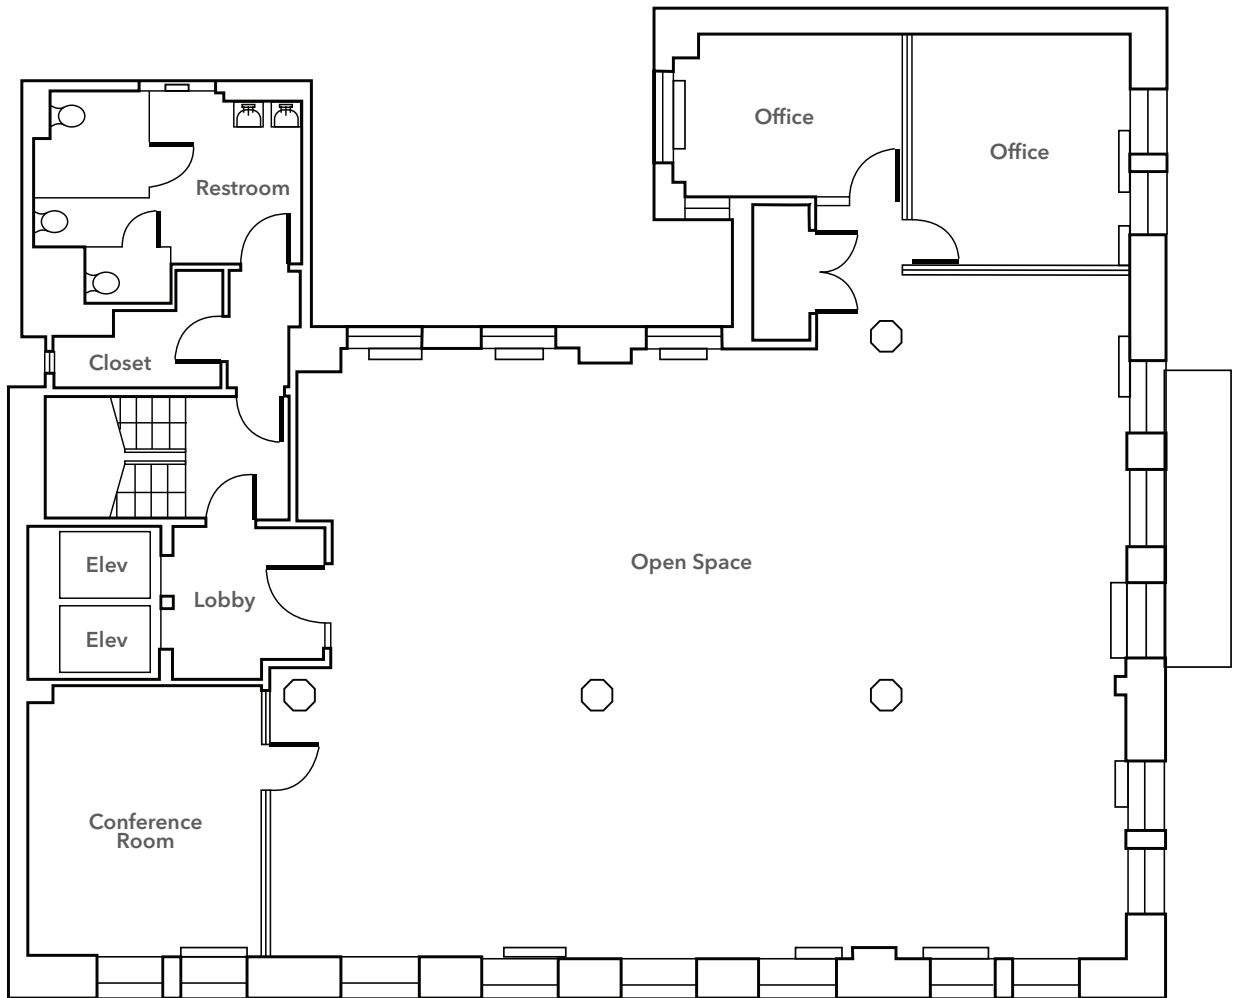 Office
Office
Restroom
Closet
Open Space
Elev
Lobby
Elev
Conference
Room